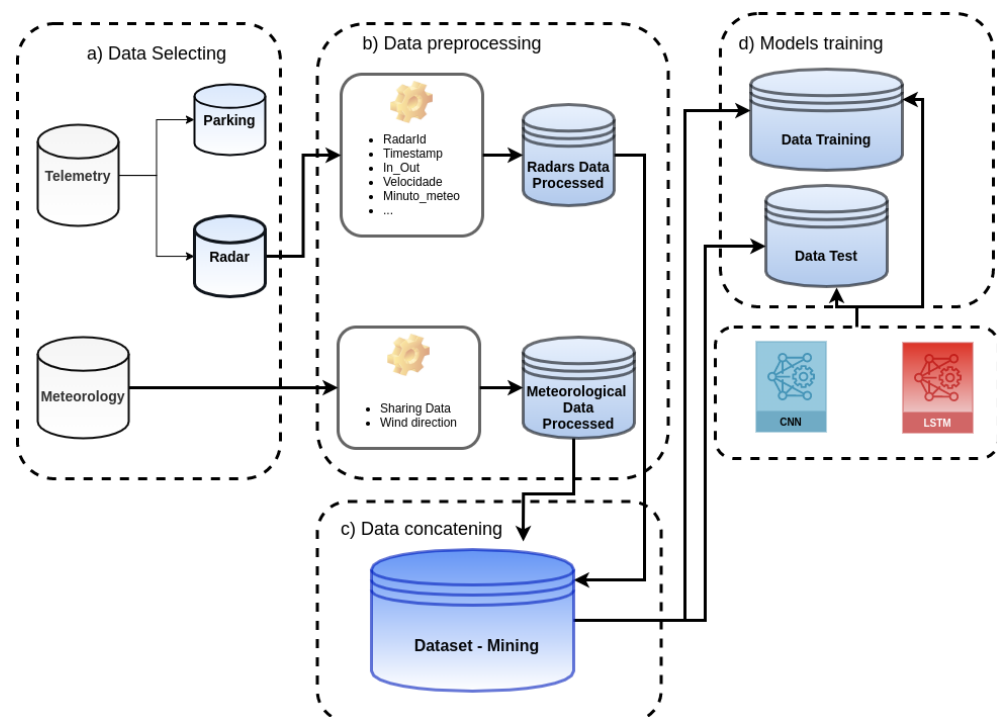 a) Data Selecting
Telemetry
Parking
Radar
Meteorology
b) Data preprocessing
• RadarId
• Timestamp
• In_Out
• Velocidade
• Minuto_meteo
• ...
Radars Data
Processed
• Sharing Data
• Wind direction
Meteorological
Data
Processed
c) Data concatening
Dataset - Mining
d) Models training
Data Training
Data Test
CNN
LSTM